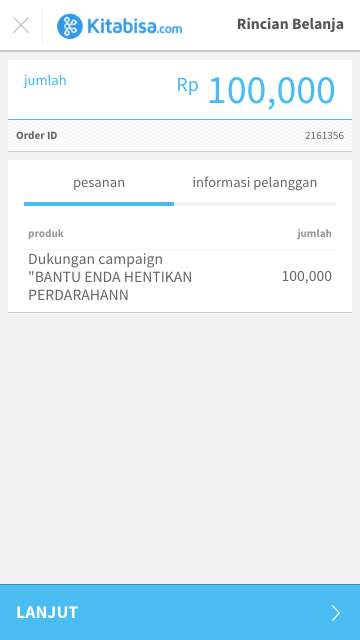 Kitabisa.com
Rincian Belanja
jumlah
Rp 100,000
Order ID 2161356
pesanan informasi pelanggan
produk jumlah
Dukungan campaign
"BANTU ENDA HENTIKAN 100,000
PERDARAHANN
LANJUT